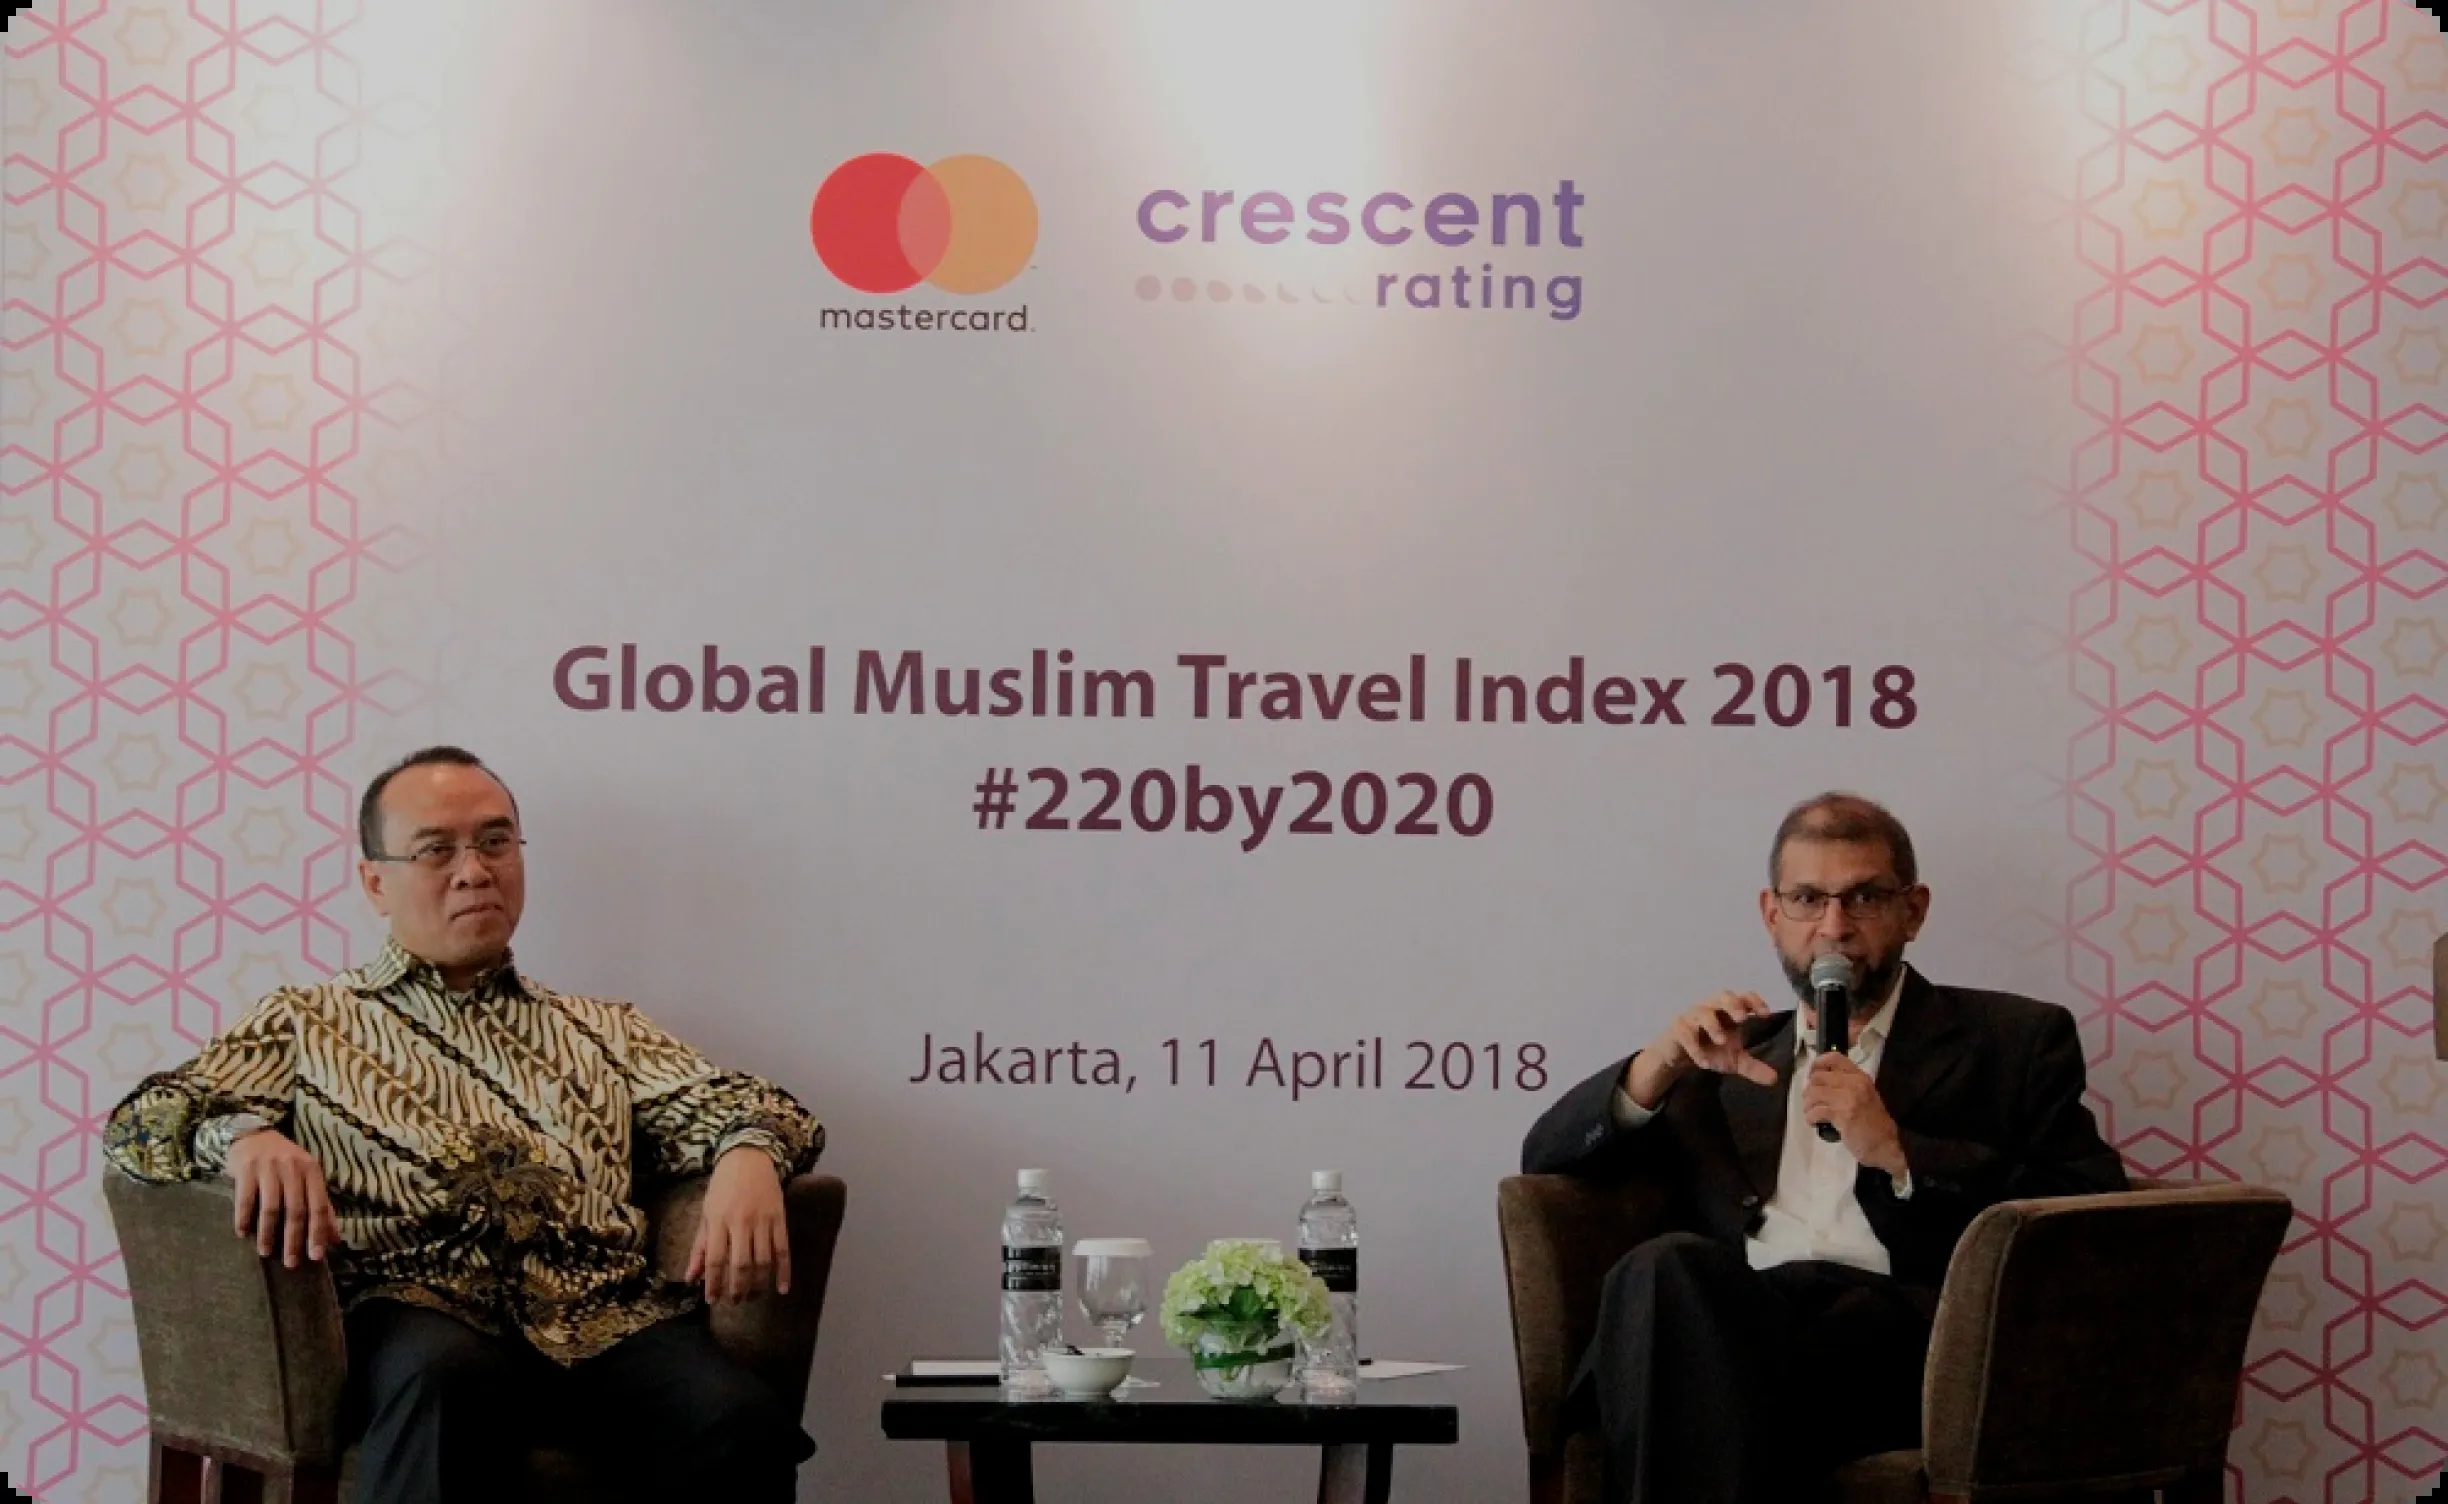 mastercard.
crescent
rating
Global Muslim Travel Index 2018
#220by2020
Jakarta, 11 April 2018